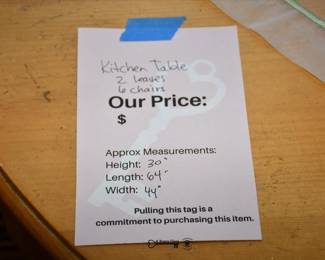 Kitchen Table
2 leaves
6 chairs
Our Price:
$
Approx Measurements:
Height: 30"
Length: 64"
Width: 44"
Pulling this tag is a
commitment to purchasing this item.